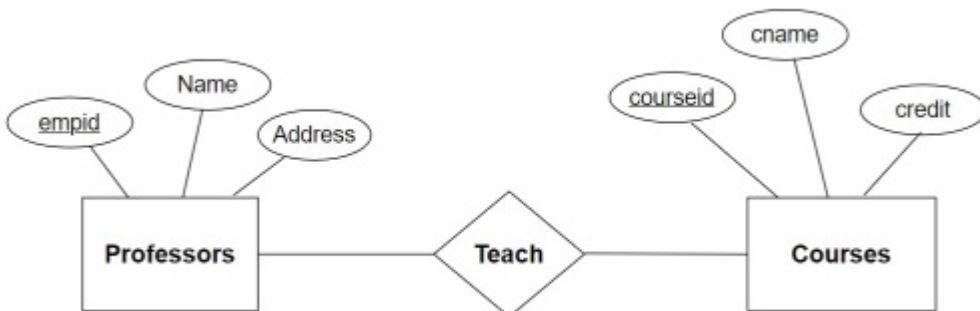 cname
Name
courseid
empid
credit
Address
Professors
Teach
Courses